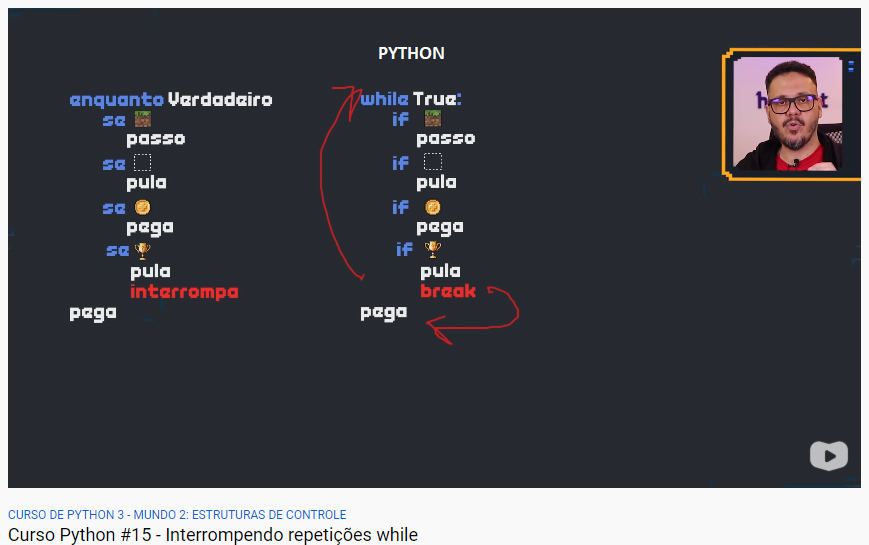 PYTHON
enquanto Verdadeiro
se
passo
se
pula
se
pega
se
pula
interrompa
pega
while True:
if
passo
if
pula
if
pega
if
pula
break
pega
CURSO DE PYTHON 3 - MUNDO 2: ESTRUTURAS DE CONTROLE
Curso Python #15 - Interrompendo repetições while